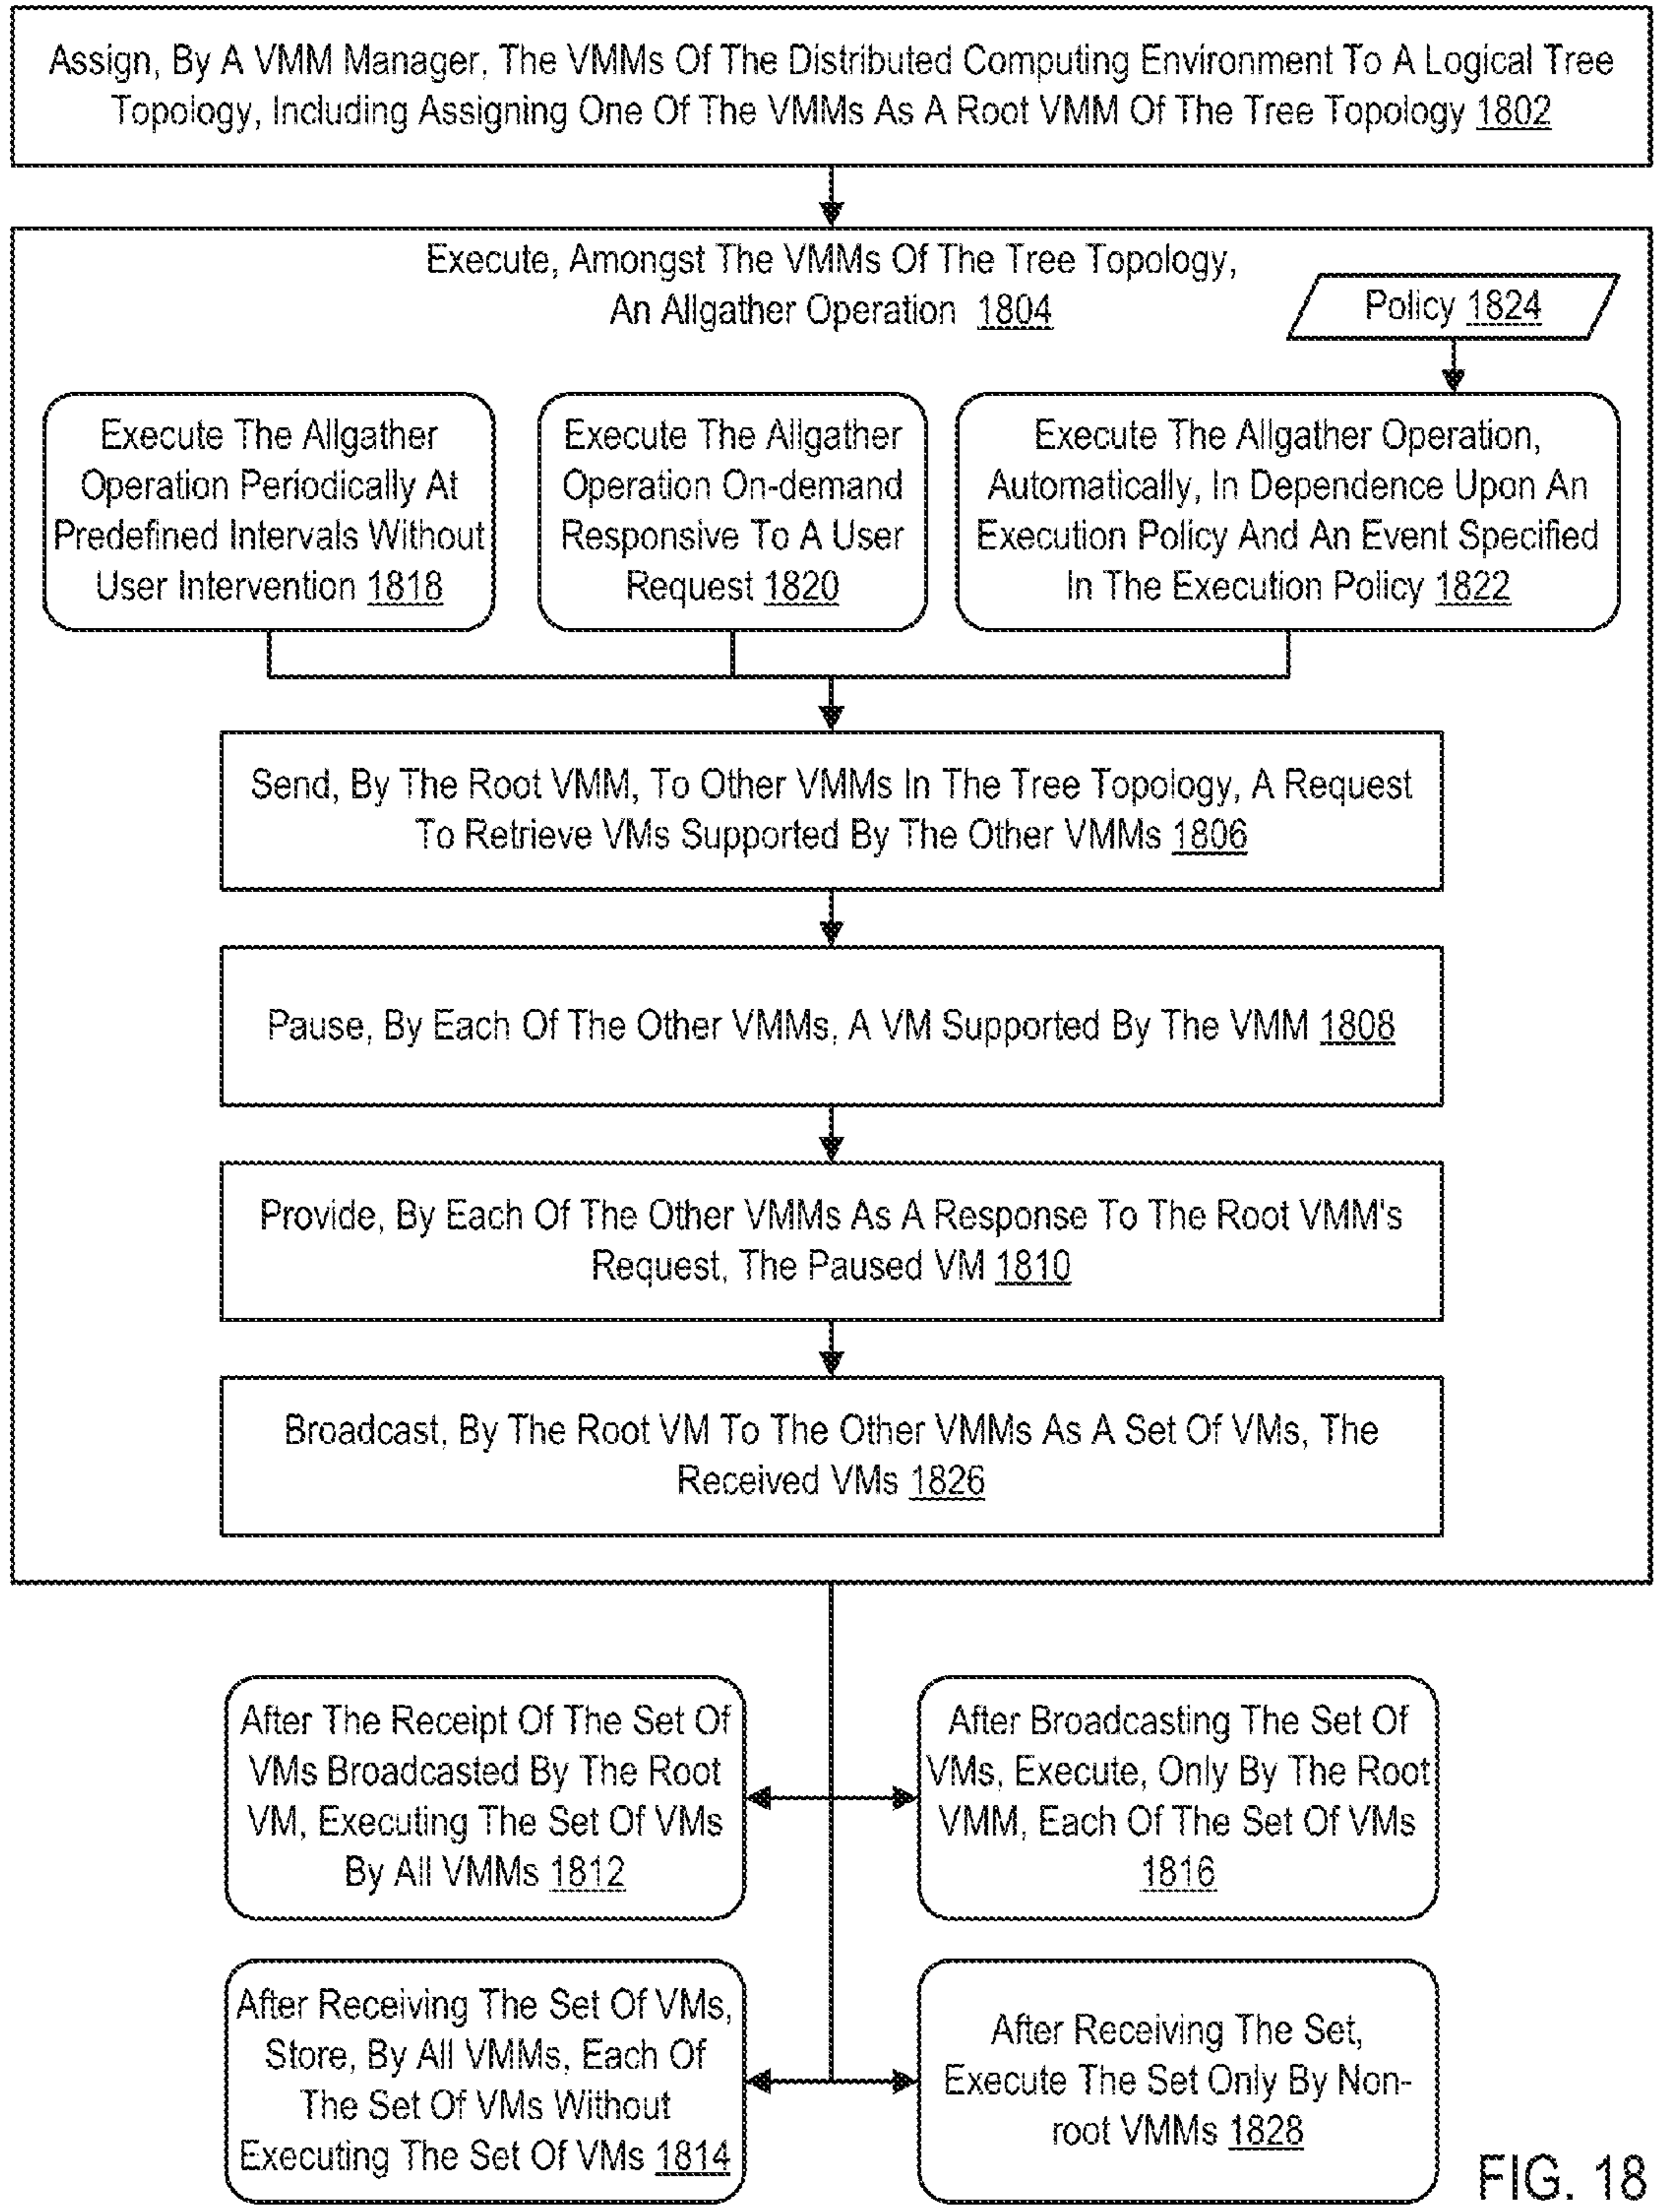 Assign, By A VMM Manager, The VMMs Of The Distributed Computing Environment To A Logical Tree
Topology, Including Assigning One Of The VMMs As A Root VMM Of The Tree Topology 1802
Execute, Amongst The VMMs Of The Tree Topology,
An Allgather Operation 1804
Policy 1824
Execute The Allgather
Operation Periodically At
Predefined Intervals Without
User Intervention 1818
Execute The Allgather
Operation On-demand
Responsive To A User
Request 1820
Execute The Allgather Operation,
Automatically, In Dependence Upon An
Execution Policy And An Event Specified
In The Execution Policy 1822
Send, By The Root VMM, To Other VMMs In The Tree Topology, A Request
To Retrieve VMs Supported By The Other VMMs 1806
Pause, By Each Of The Other VMMs, A VM Supported By The VMM 1808
Provide, By Each Of The Other VMMs As A Response To The Root VMM's
Request, The Paused VM 1810
Broadcast, By The Root VM To The Other VMMs As A Set Of VMs, The
Received VMs 1826
After The Receipt Of The Set Of
VMs Broadcasted By The Root
VM, Executing The Set Of VMs
By All VMMs 1812
After Broadcasting The Set Of
VMs, Execute, Only By The Root
VMM, Each Of The Set Of VMs
1816
After Receiving The Set Of VMs,
Store, By All VMMs, Each Of
The Set Of VMs Without
Executing The Set Of VMs 1814
After Receiving The Set,
Execute The Set Only By Non-
root VMMs 1828
FIG. 18